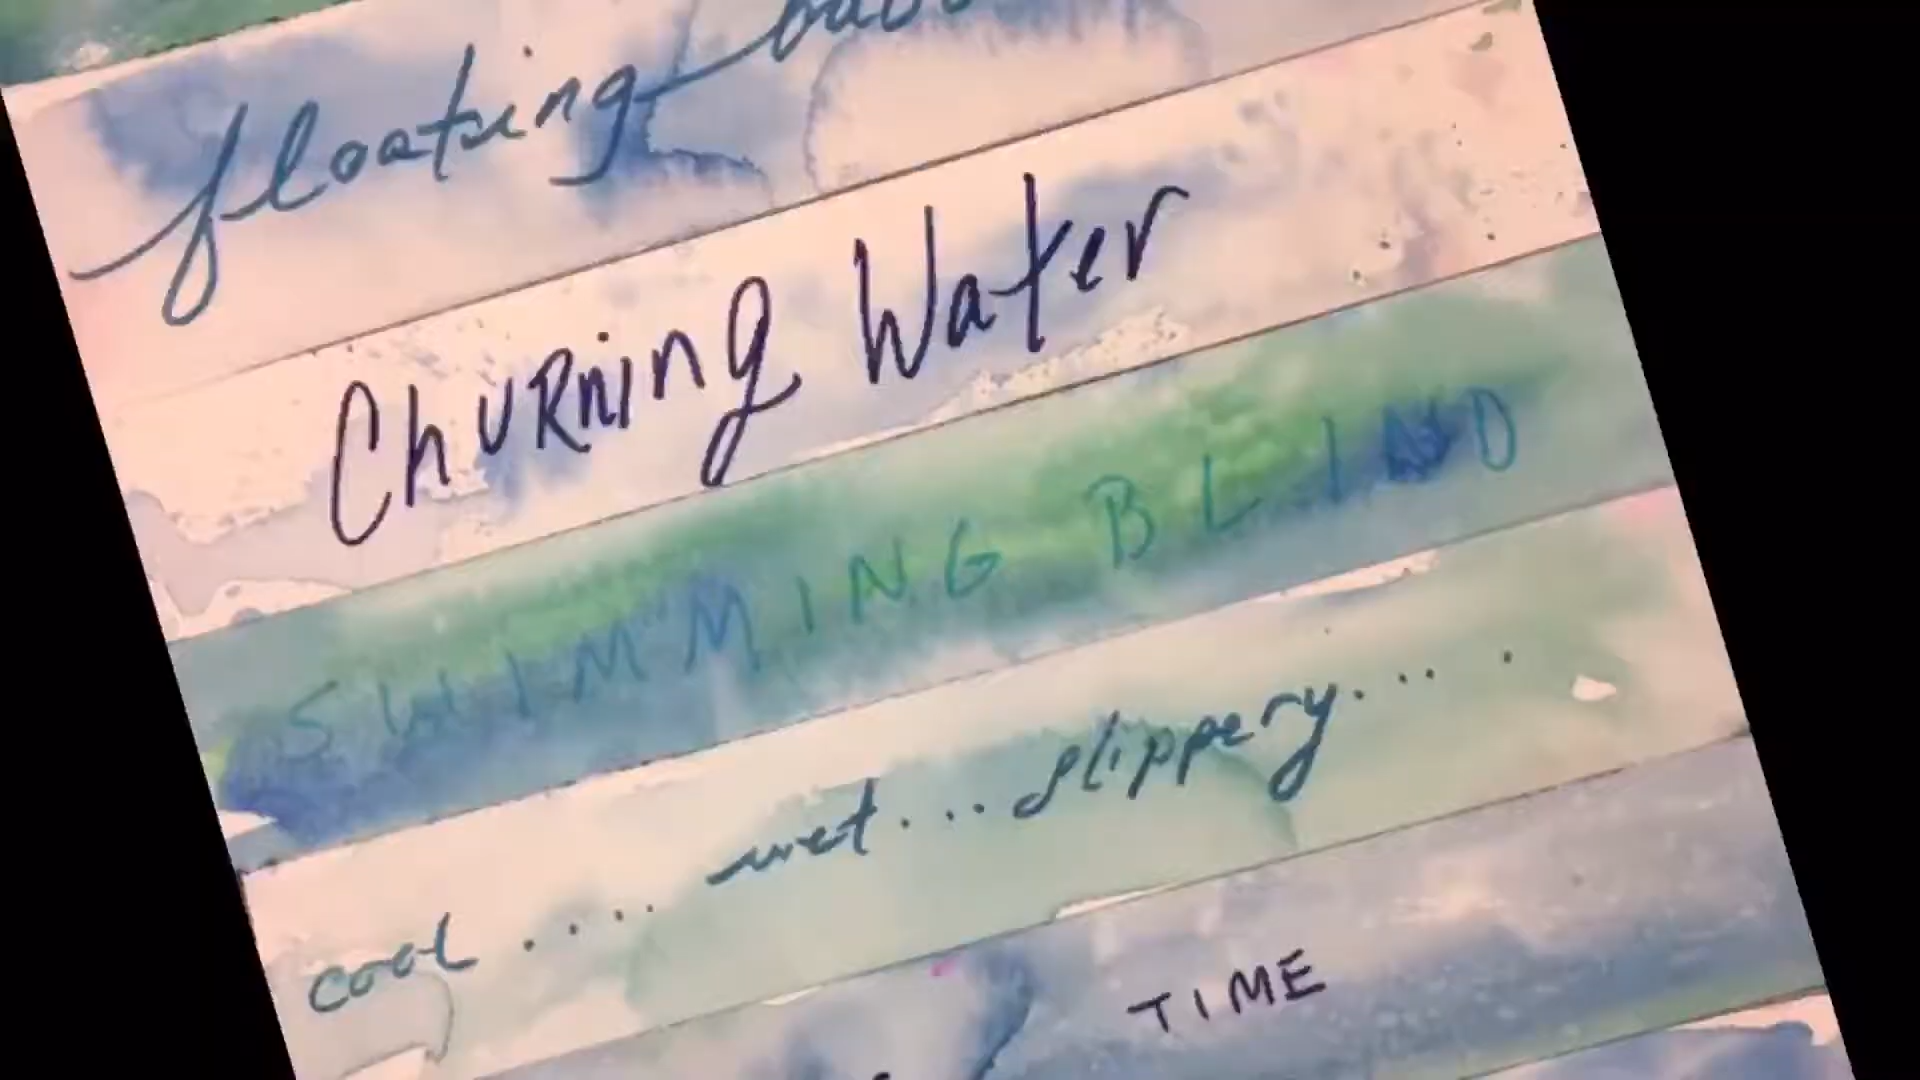 floating
ChURning Water
SWIMMING BLIND
cool .... wet...slippery.... .
TIME